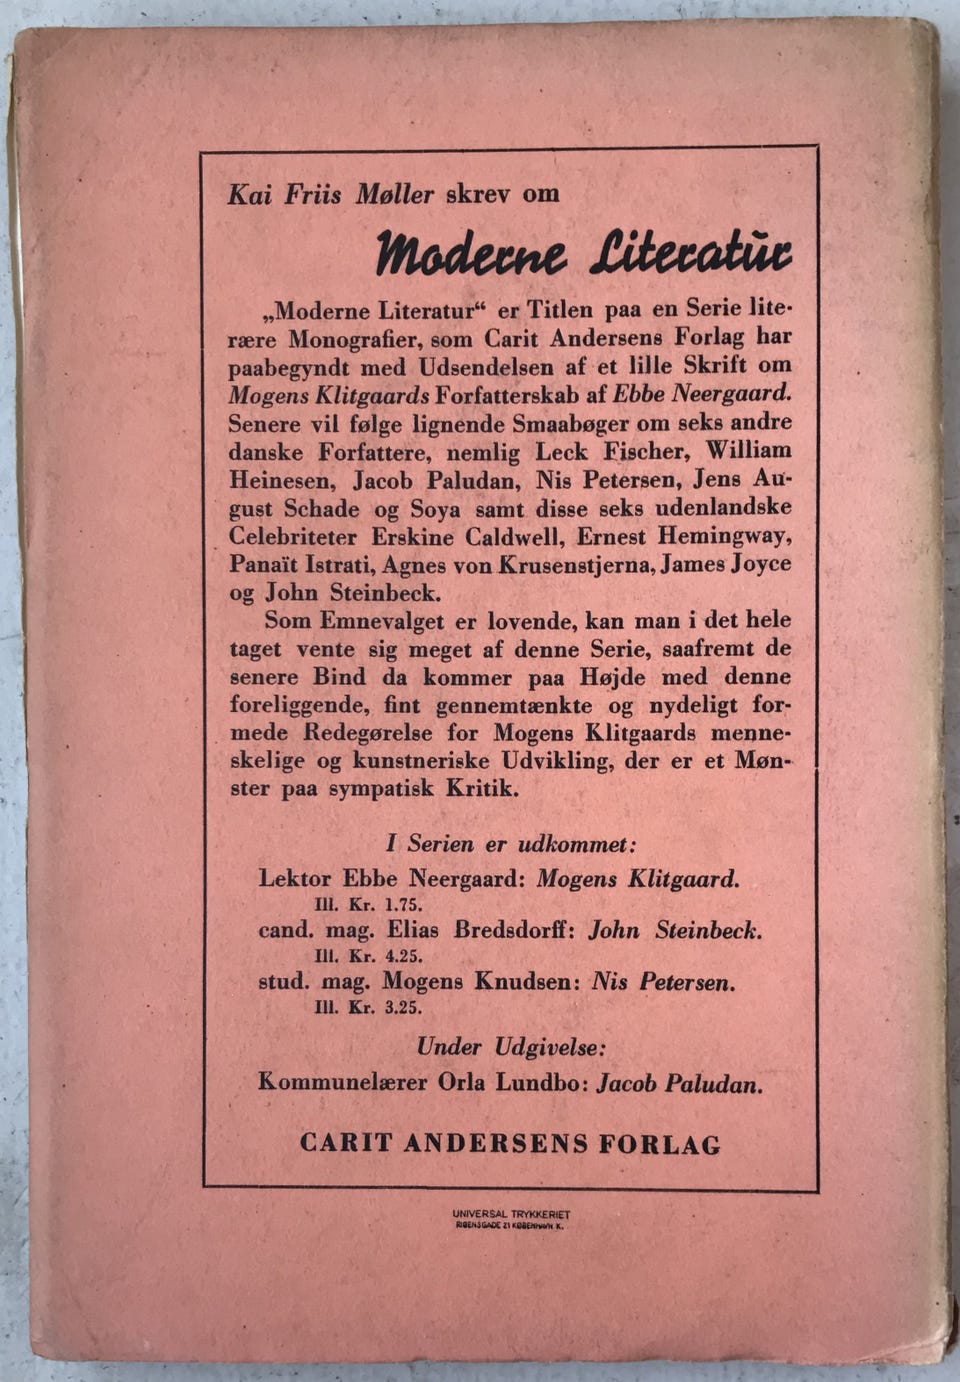 Kai Friis Møller skrev om
Moderne Literatūr
„Moderne Literatur“ er Titlen paa en Serie lite-
rære Monografier, som Carit Andersens Forlag har
paabegyndt med Udsendelsen af et lille Skrift om
Mogens Klitgaards Forfatterskab af Ebbe Neergaard.
Senere vil følge lignende Smaabøger om seks andre
danske Forfattere, nemlig Leck Fischer, William
Heinesen, Jacob Paludan, Nis Petersen, Jens Au-
gust Schade og Soya samt disse seks udenlandske
Celebriteter Erskine Caldwell, Ernest Hemingway,
Panaït Istrati, Agnes von Krusenstjerna, James Joyce
og John Steinbeck.
Som Emnevalget er lovende, kan man i det hele
taget vente sig meget af denne Serie, saafremt de
senere Bind da kommer paa Højde med denne
foreliggende, fint gennemtænkte og nydeligt for-
mede Redegørelse for Mogens Klitgaards menne-
skelige og kunstneriske Udvikling, der er et Møn-
ster paa sympatisk Kritik.
I Serien er udkommet:
Lektor Ebbe Neergaard: Mogens Klitgaard.
Ill. Kr. 1.75.
cand. mag. Elias Bredsdorff: John Steinbeck.
Ill. Kr. 4.25.
stud. mag. Mogens Knudsen: Nis Petersen.
Ill. Kr. 3.25.
Under Udgivelse:
Kommunelærer Orla Lundbo: Jacob Paludan.
CARIT ANDERSENS FORLAG
UNIVERSAL TRYKKERIET
RIBENSGADE 21 KØBENHAVN K.